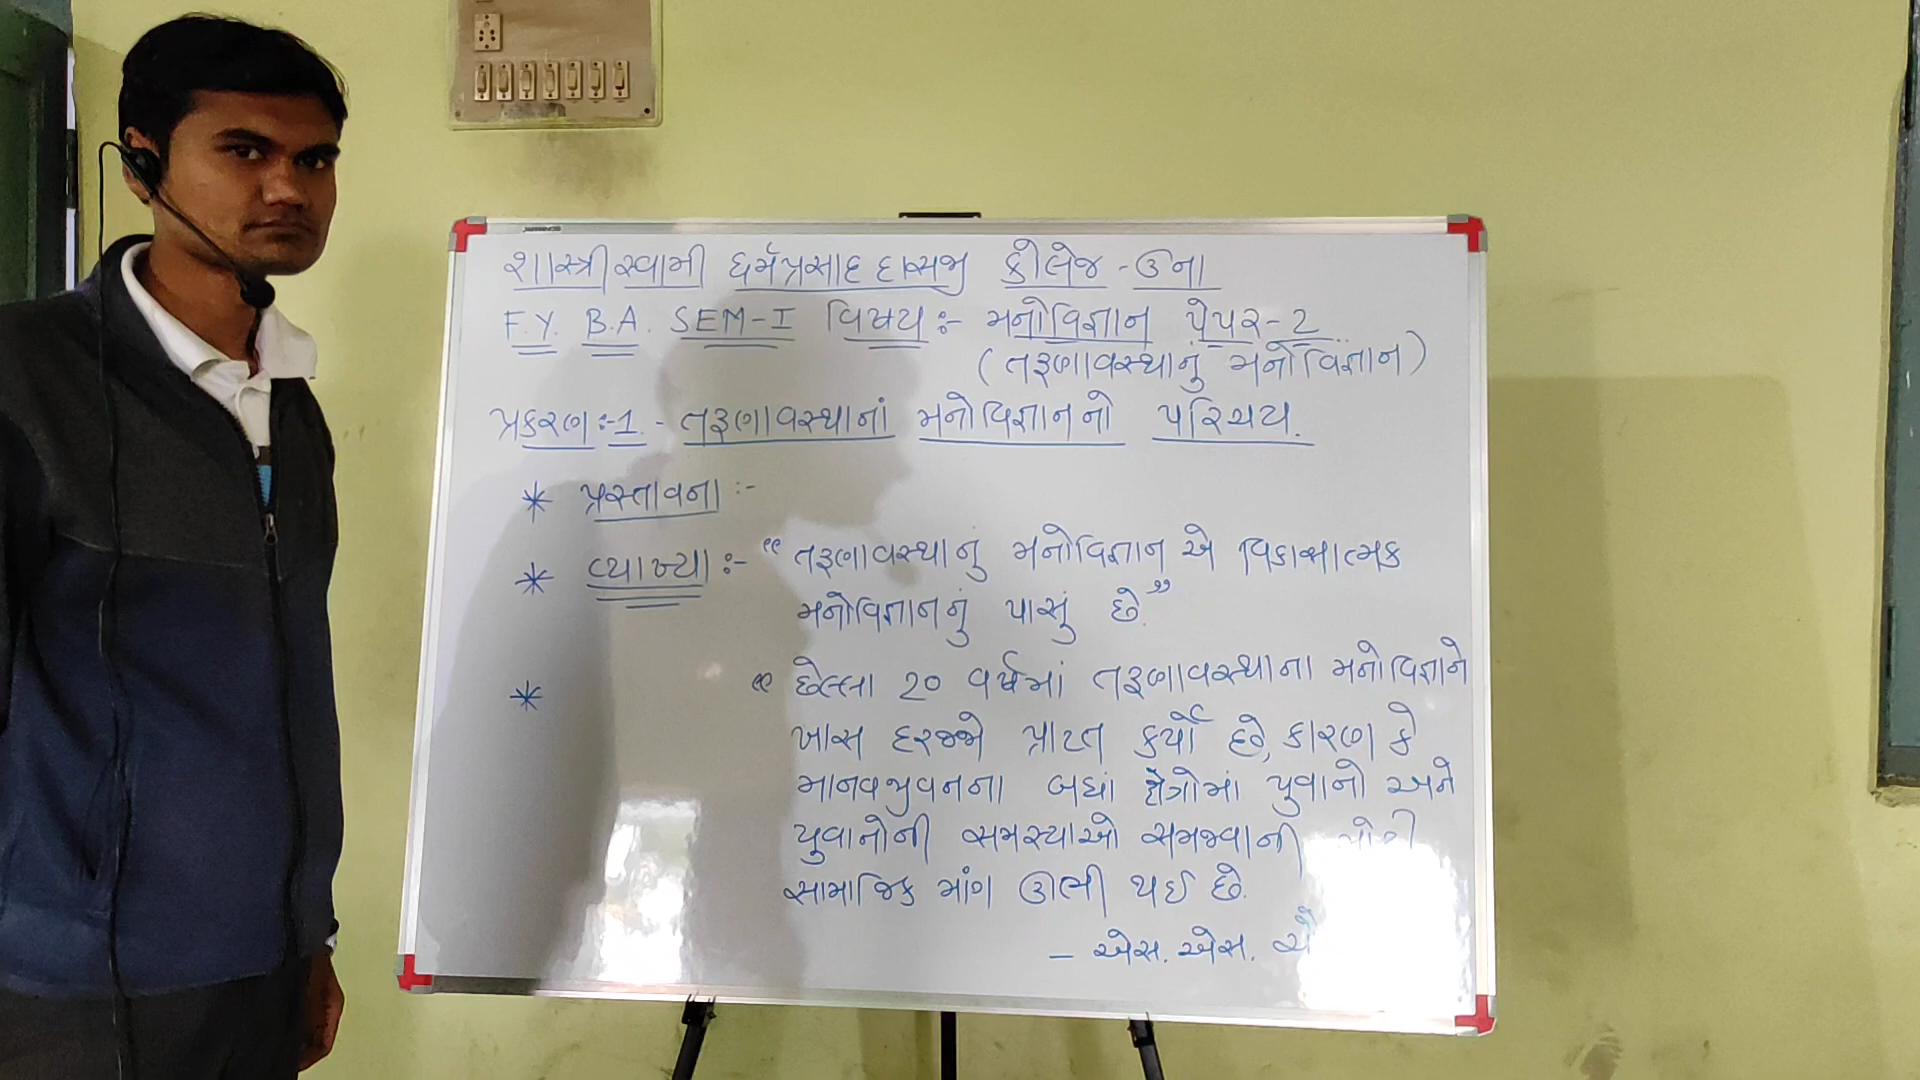 શાસ્ત્રી સ્વામી ધર્મપ્રસાદ દાસજી કોલેજ - ઉના
F.Y. B.A. SEM-I વિષય :- મનોવિજ્ઞાન પેપર-2
(તરૂણાવસ્થાનું મનોવિજ્ઞાન)
પ્રકરણ :-1 - તરૂણાવસ્થાનાં મનોવિજ્ઞાનનો પરિચય.
* પ્રસ્તાવના :-
* વ્યાખ્યા :- "તરૂણાવસ્થાનું મનોવિજ્ઞાન એ વિકાસાત્મક
મનોવિજ્ઞાનનું પાસું છે."
* "છેલ્લા ૨૦ વર્ષમાં તરૂણાવસ્થાના મનોવિજ્ઞાને
ખાસ દરજ્જો પ્રાપ્ત કર્યો છે, કારણ કે
માનવજીવનના બધાં ક્ષેત્રોમાં યુવાનો અને
યુવાનોની સમસ્યાઓ સમજવાની
સામાજિક માંગ ઊભી થઈ છે.
- એસ. એસ.